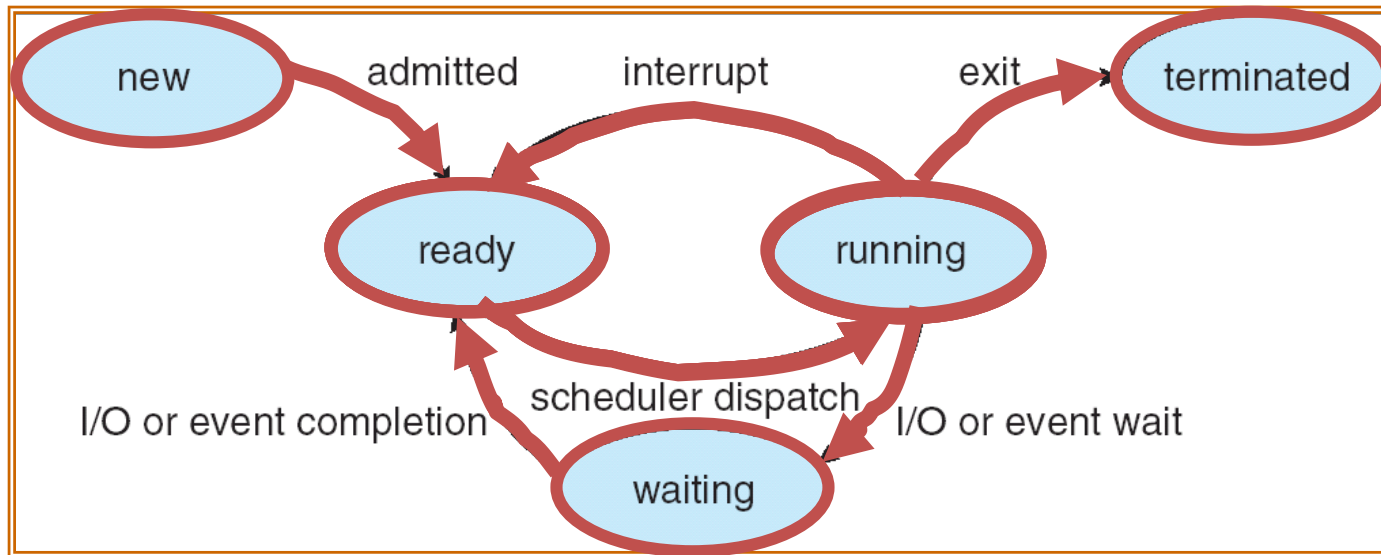 new
admitted
interrupt
exit
terminated
ready
running
scheduler dispatch
I/O or event completion
I/O or event wait
waiting